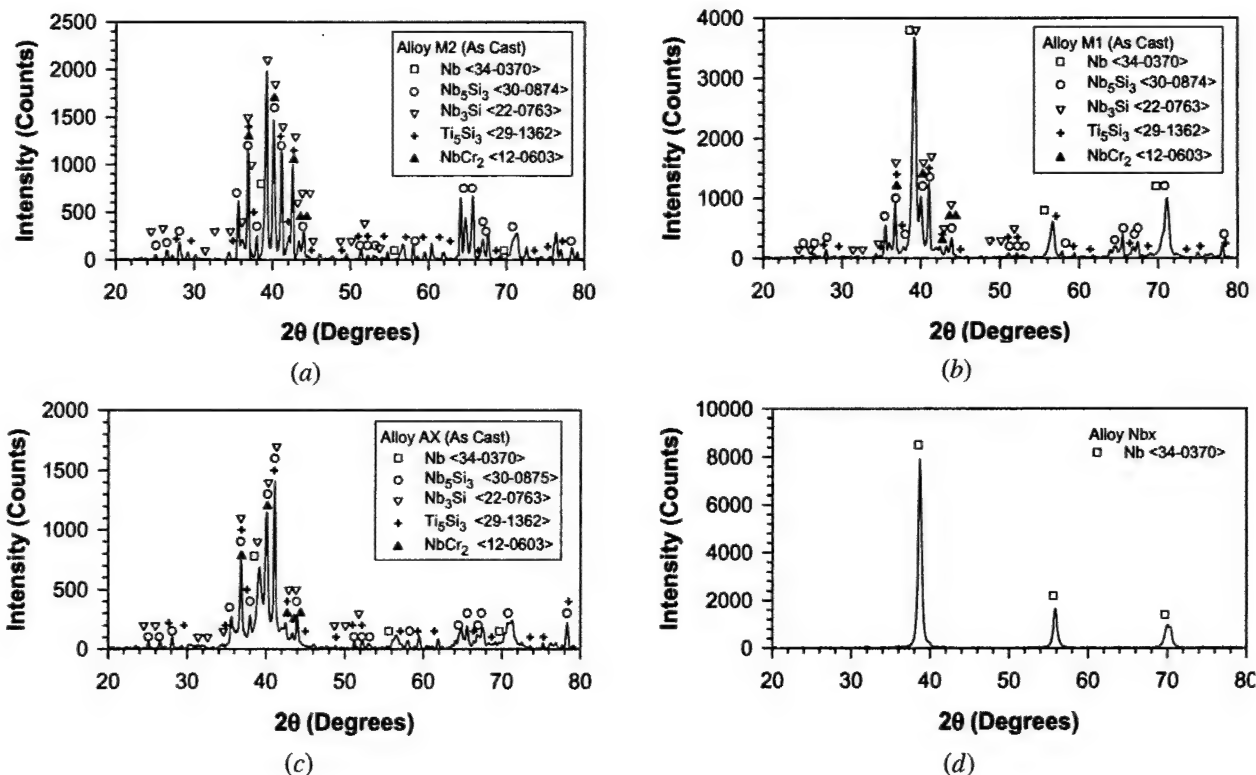 Alloy M2 (As Cast)
□ Nb <34-0370>
○ Nb₅Si₃ <30-0874>
▽ Nb₃Si <22-0763>
+ Ti₅Si₃ <29-1362>
▲ NbCr₂ <12-0603>
Intensity (Counts)
2500
2000
1500
1000
500
0
20 30 40 50 60 70 80
2θ (Degrees)
(a)
Alloy M1 (As Cast)
□ Nb <34-0370>
○ Nb₅Si₃ <30-0874>
▽ Nb₃Si <22-0763>
+ Ti₅Si₃ <29-1362>
▲ NbCr₂ <12-0603>
Intensity (Counts)
4000
3200
2400
1600
800
0
20 30 40 50 60 70 80
2θ (Degrees)
(b)
Alloy AX (As Cast)
□ Nb <34-0370>
○ Nb₅Si₃ <30-0875>
▽ Nb₃Si <22-0763>
+ Ti₅Si₃ <29-1362>
▲ NbCr₂ <12-0603>
Intensity (Counts)
2000
1500
1000
500
0
20 30 40 50 60 70 80
2θ (Degrees)
(c)
Alloy Nbx
□ Nb <34-0370>
Intensity (Counts)
10000
8000
6000
4000
2000
0
20 30 40 50 60 70 80
2θ (Degrees)
(d)